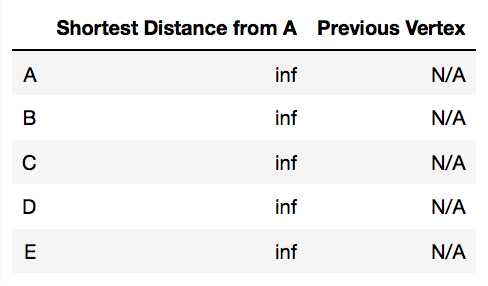 Shortest Distance from A Previous Vertex
A inf N/A
B inf N/A
C inf N/A
D inf N/A
E inf N/A